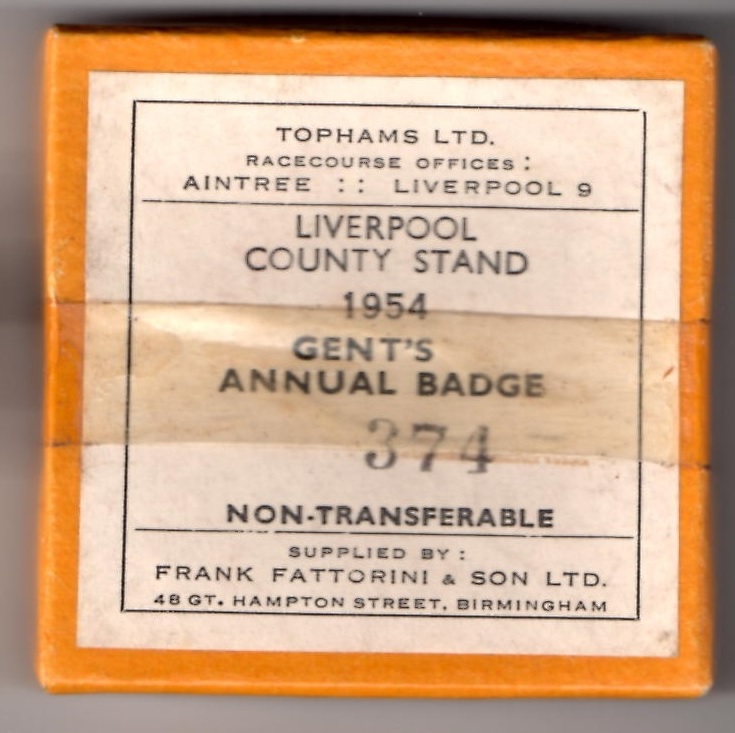 TOPHAMS LTD.
RACECOURSE OFFICES:
AINTREE :: LIVERPOOL 9
LIVERPOOL
COUNTY STAND
1954
GENT'S
ANNUAL BADGE
374
NON-TRANSFERABLE
SUPPLIED BY:
FRANK FATTORINI & SON LTD.
48 GT. HAMPTON STREET, BIRMINGHAM